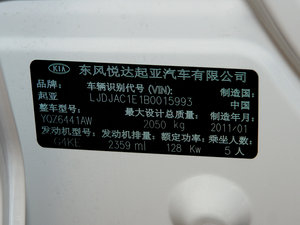 KIA 东风悦达起亚汽车有限公司
品牌: 车辆识别代号(VIN): 制造国:
起亚 LJDJAC1E1B0015993 中国
整车型号: 最大设计总质量: 制造年月:
YQZ6441AW 2050 kg 2011/01
发动机型号: 发动机排量: 额定功率: 乘坐人数:
G4KE 2359 ml 128 Kw 5 人